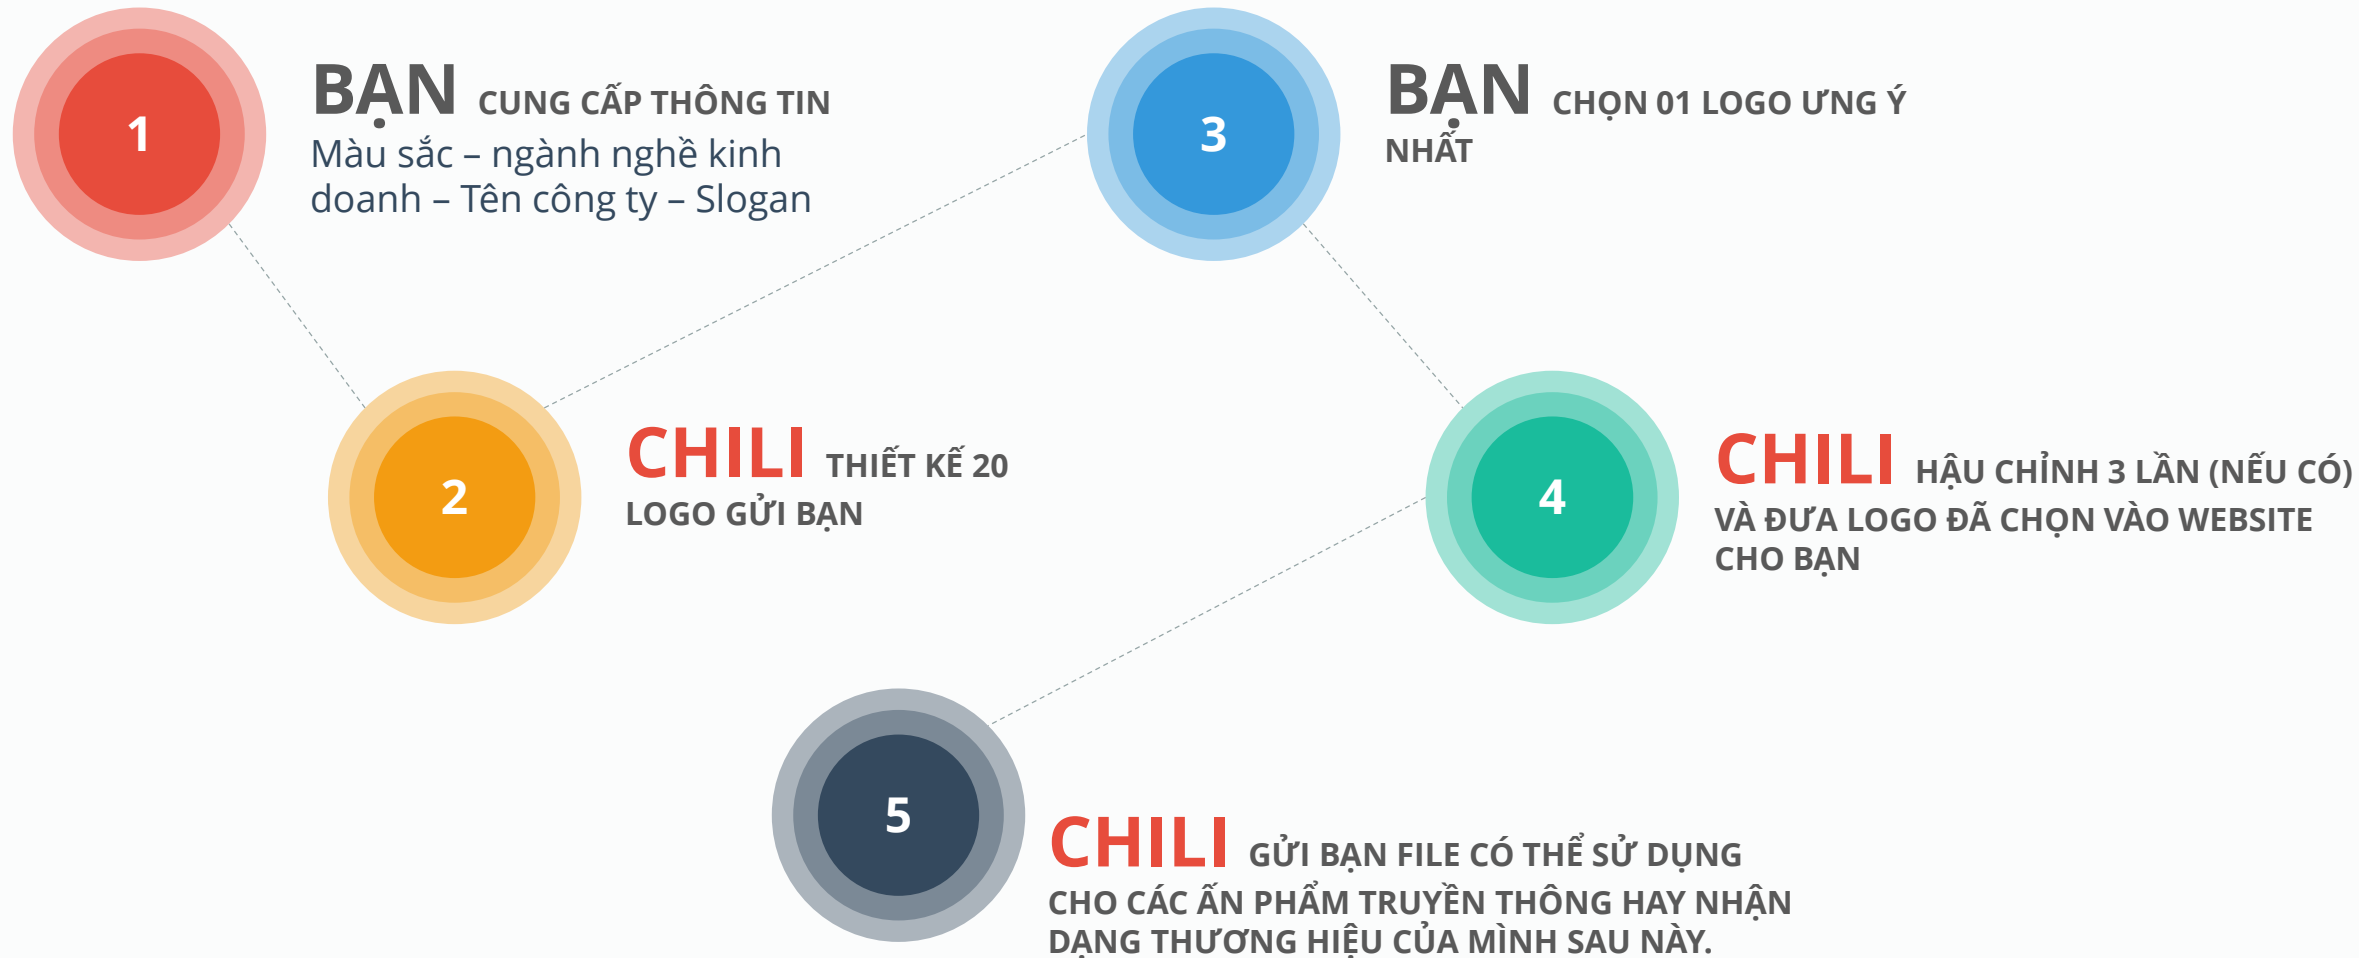 1
BẠN CUNG CẤP THÔNG TIN
Màu sắc – ngành nghề kinh
doanh – Tên công ty – Slogan
2
CHILI THIẾT KẾ 20
LOGO GỬI BẠN
3
BẠN CHỌN 01 LOGO ƯNG Ý
NHẤT
4
CHILI HẬU CHỈNH 3 LẦN (NẾU CÓ)
VÀ ĐƯA LOGO ĐÃ CHỌN VÀO WEBSITE
CHO BẠN
5
CHILI GỬI BẠN FILE CÓ THỂ SỬ DỤNG
CHO CÁC ẤN PHẨM TRUYỀN THÔNG HAY NHẬN
DẠNG THƯƠNG HIỆU CỦA MÌNH SAU NÀY.